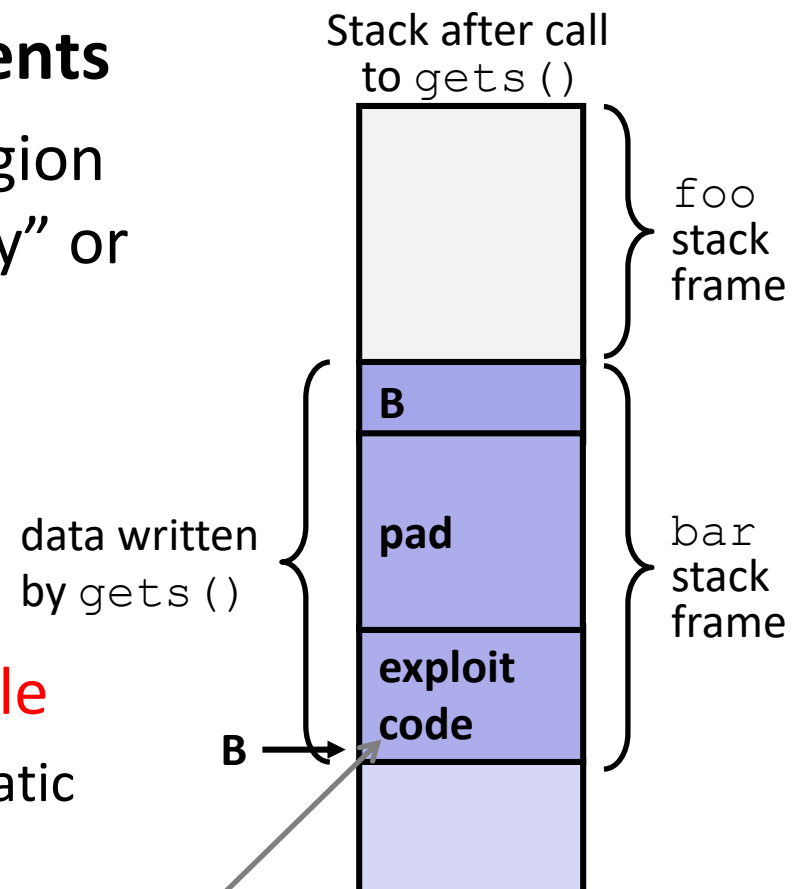 ents
gion
y” or
le
atic
Stack after call
to gets()
foo
stack
frame
B
pad
exploit
code
data written
by gets()
B
bar
stack
frame